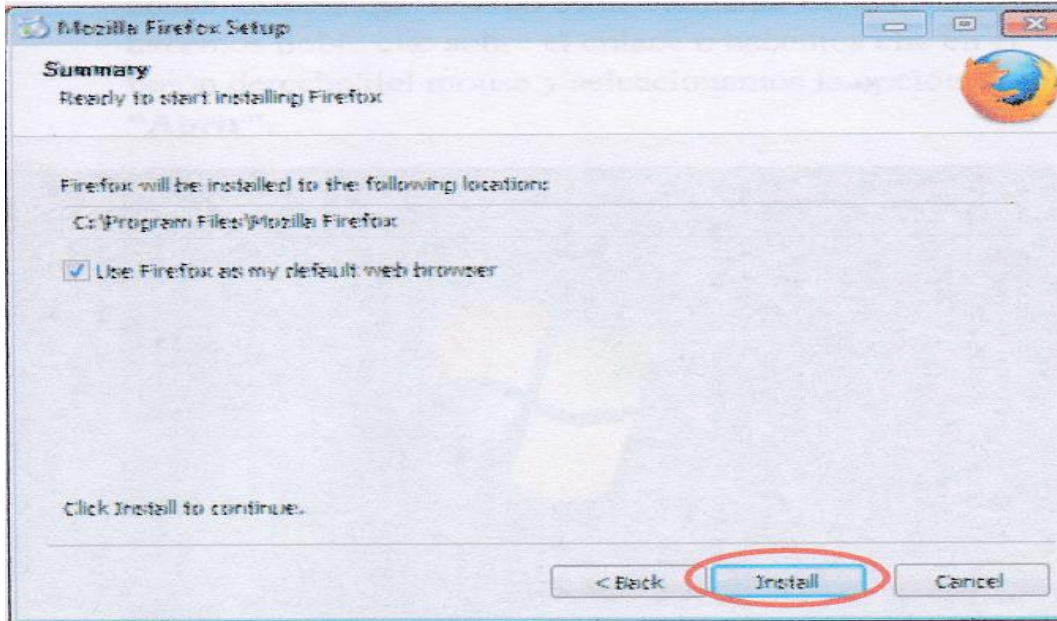 Mozilla Firefox Setup
Summary
Ready to start installing Firefox
Firefox will be installed to the following location:
C:\Program Files\Mozilla Firefox
Use Firefox as my default web browser
Click Install to continue.
< Back
Install
Cancel